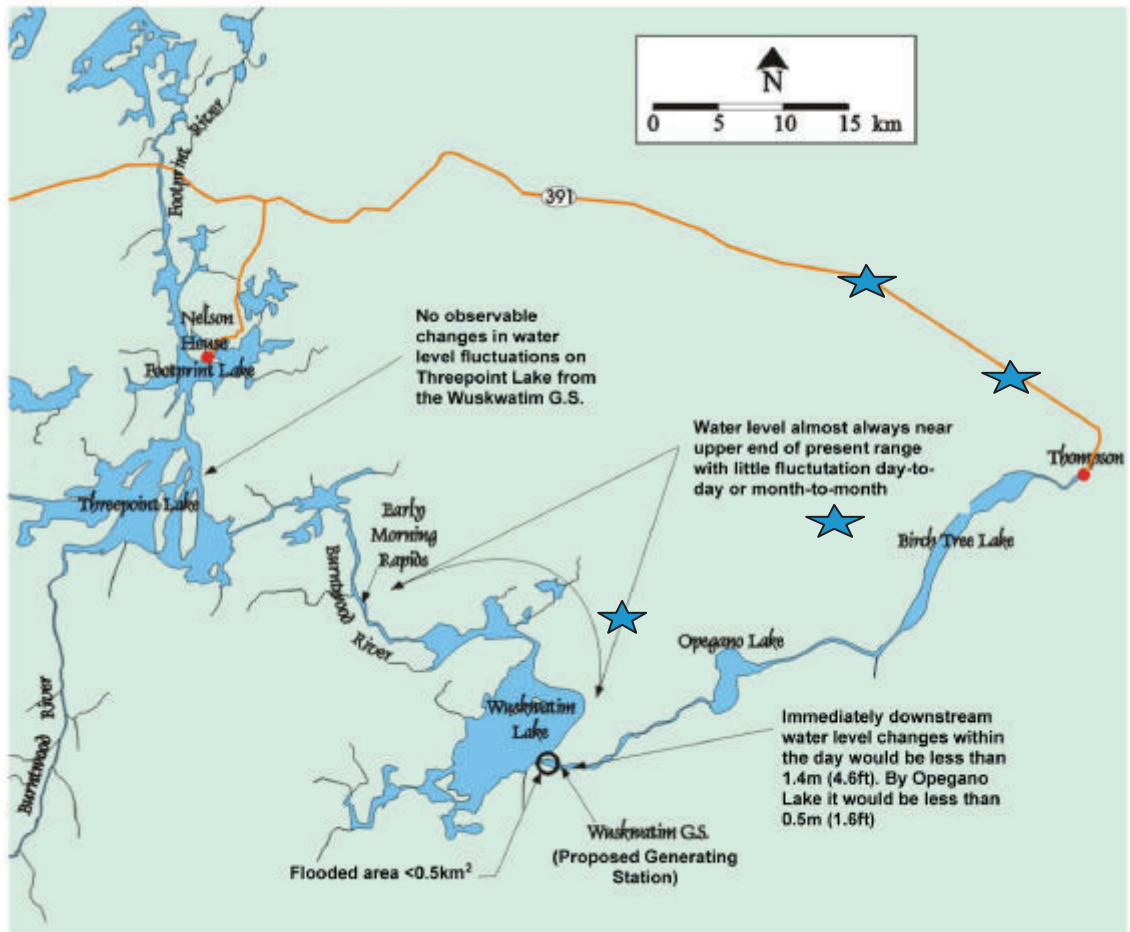 N
0 5 10 15 km
Footprint River
391
Nelson
House
Footprint Lake
No observable
changes in water
level fluctuations on
Threepoint Lake from
the Wuskwatim G.S.
Water level almost always near
upper end of present range
with little fluctutation day-to-
day or month-to-month
Thompson
Threepoint Lake
Early
Morning
Rapids
Birch Tree Lake
Burntwood River
Opegano Lake
Burntwood River
Wuskwatim
Lake
Immediately downstream
water level changes within
the day would be less than
1.4m (4.6ft). By Opegano
Lake it would be less than
0.5m (1.6ft)
Wuskwatim G.S.
(Proposed Generating
Station)
Flooded area <0.5km²